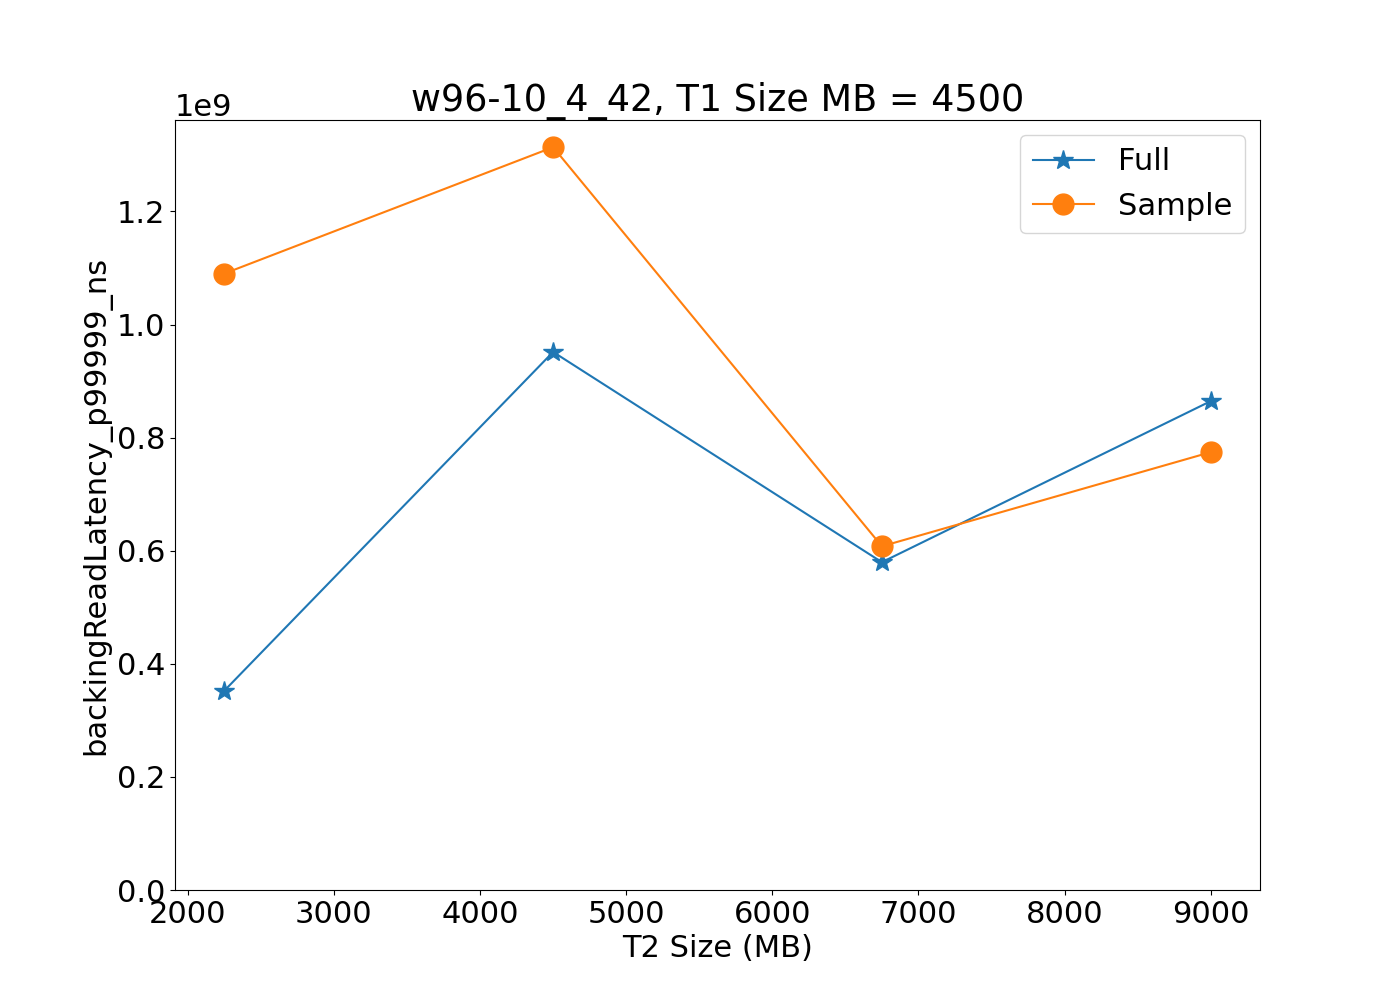 w96-10_4_42, T1 Size MB = 4500
1e9
Full
Sample
1.2
1.0
0.8
0.6
0.4
0.2
0.0
backingReadLatency_p99999_ns
2000 3000 4000 5000 6000 7000 8000 9000
T2 Size (MB)